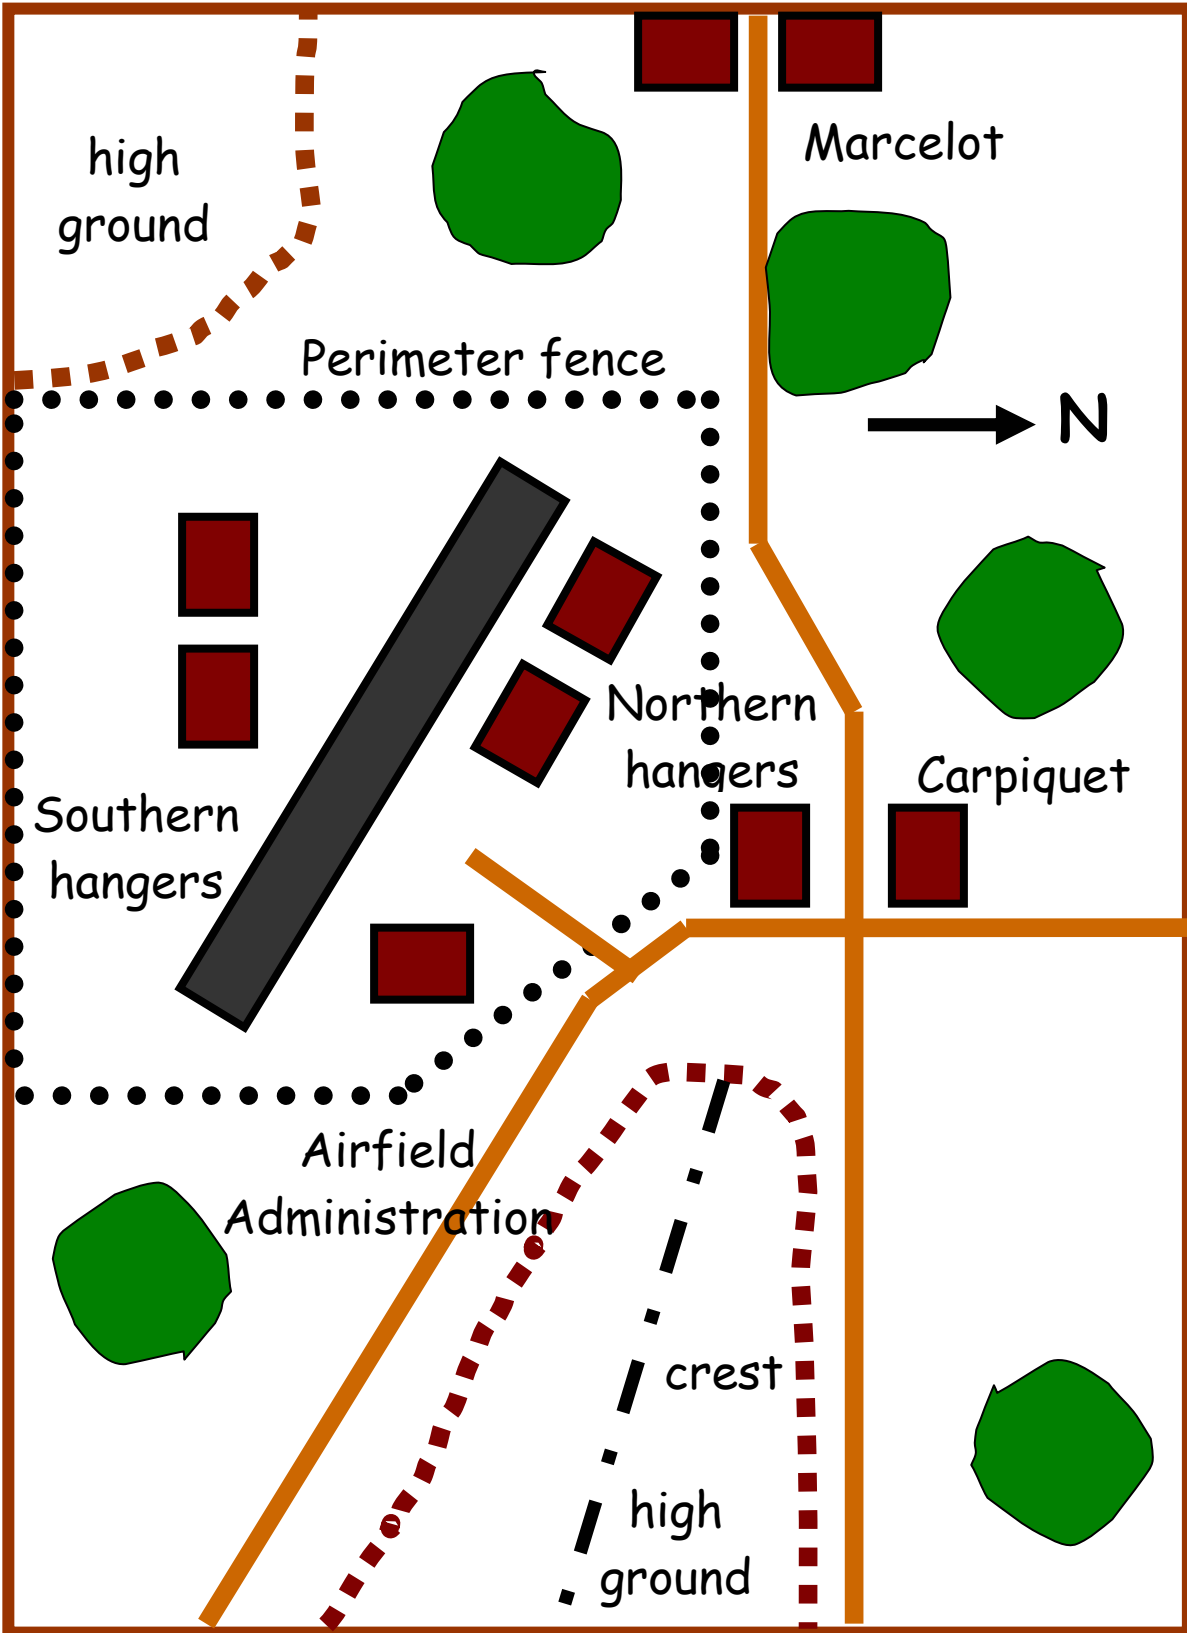 Marcelot
high
ground
Perimeter fence
N
Northern
hangers
Carpiquet
Southern
hangers
Airfield
Administration
crest
high
ground